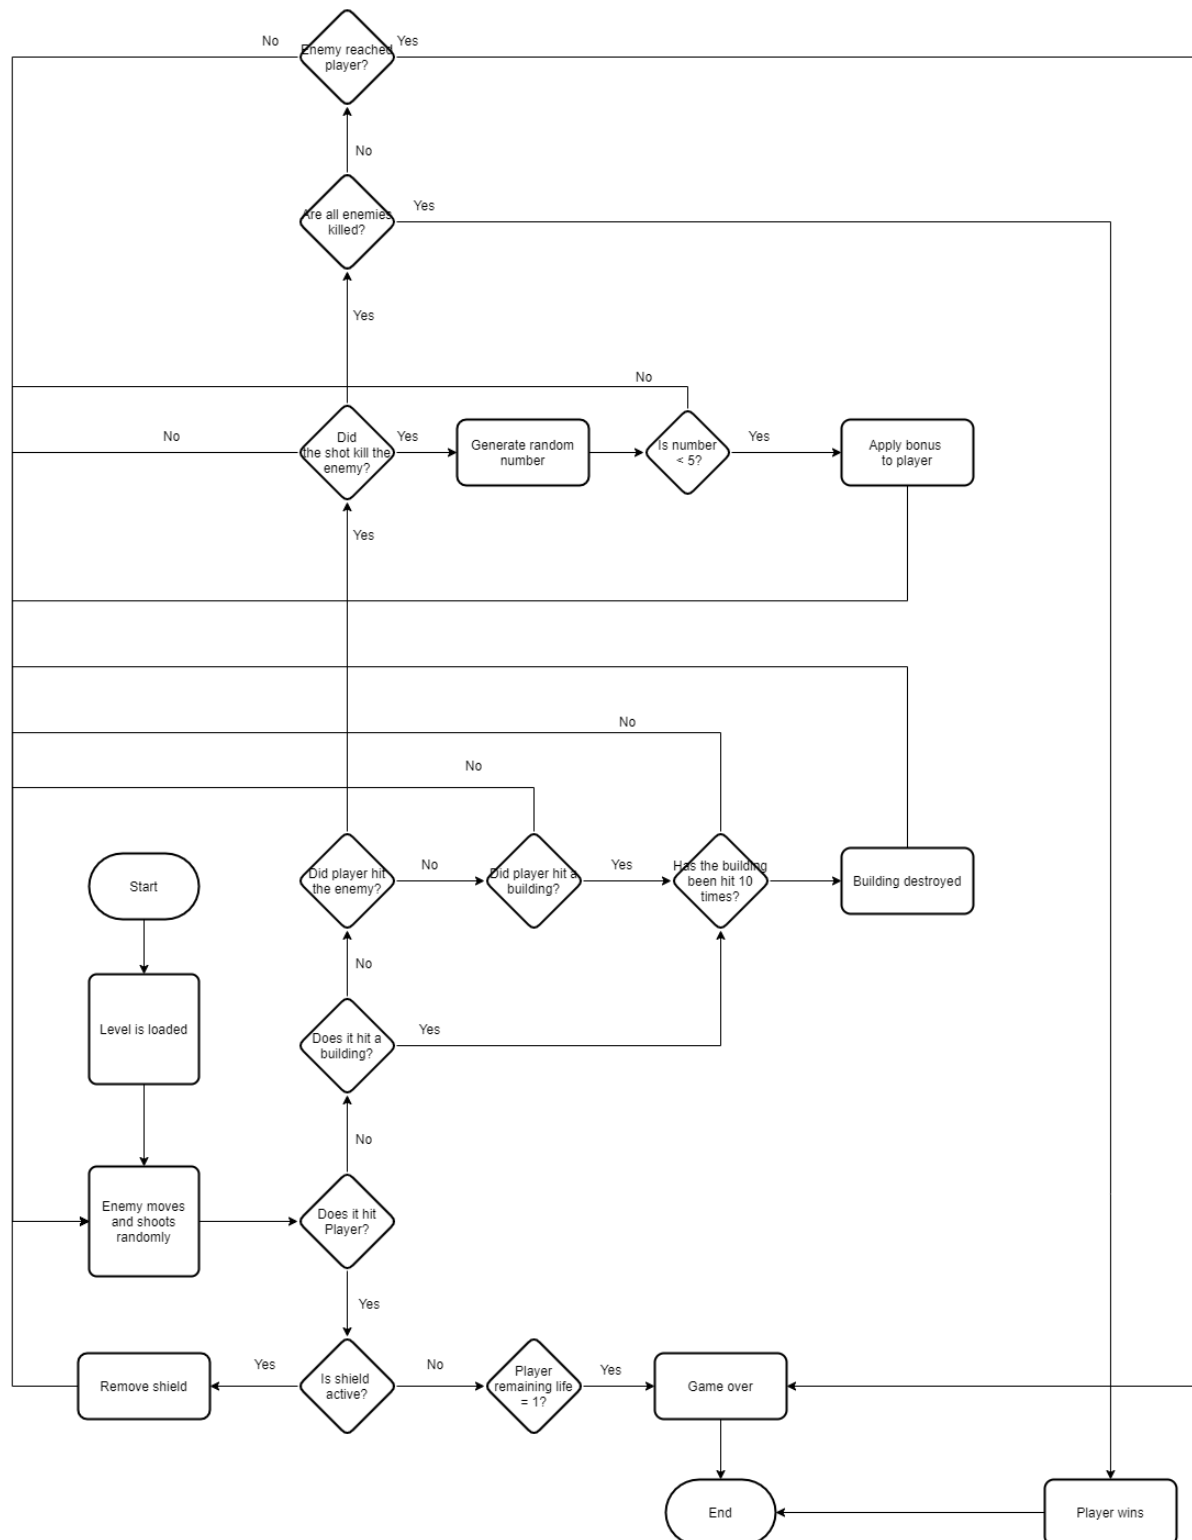 No
Enemy reached
player?
Yes
No
Are all enemies
killed?
Yes
Yes
No
No
Did
the shot kill the
enemy?
Yes
Generate random
number
Is number
< 5?
Yes
Apply bonus
to player
Yes
No
No
Start
Did player hit
the enemy?
No
Did player hit a
building?
Yes
Has the building
been hit 10
times?
Building destroyed
No
Level is loaded
Does it hit a
building?
Yes
No
Enemy moves
and shoots
randomly
Does it hit
Player?
Yes
Remove shield
Yes
Is shield
active?
No
Player
remaining life
= 1?
Yes
Game over
End
Player wins